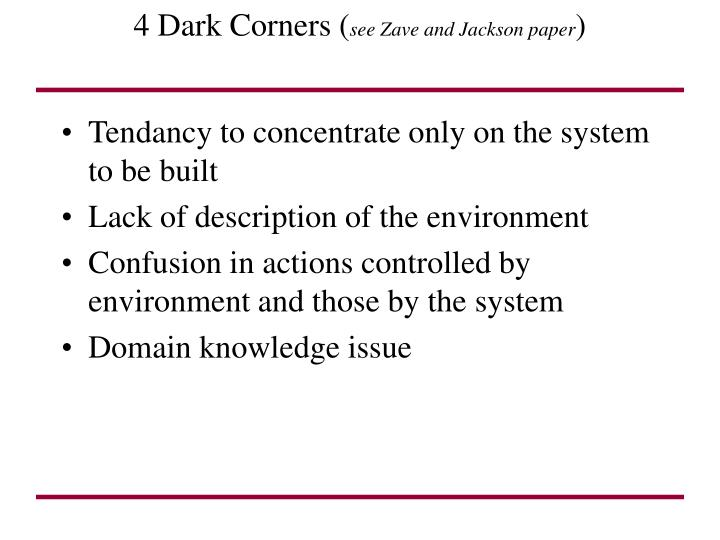 4 Dark Corners (see Zave and Jackson paper)
• Tendancy to concentrate only on the system
to be built
• Lack of description of the environment
• Confusion in actions controlled by
environment and those by the system
• Domain knowledge issue